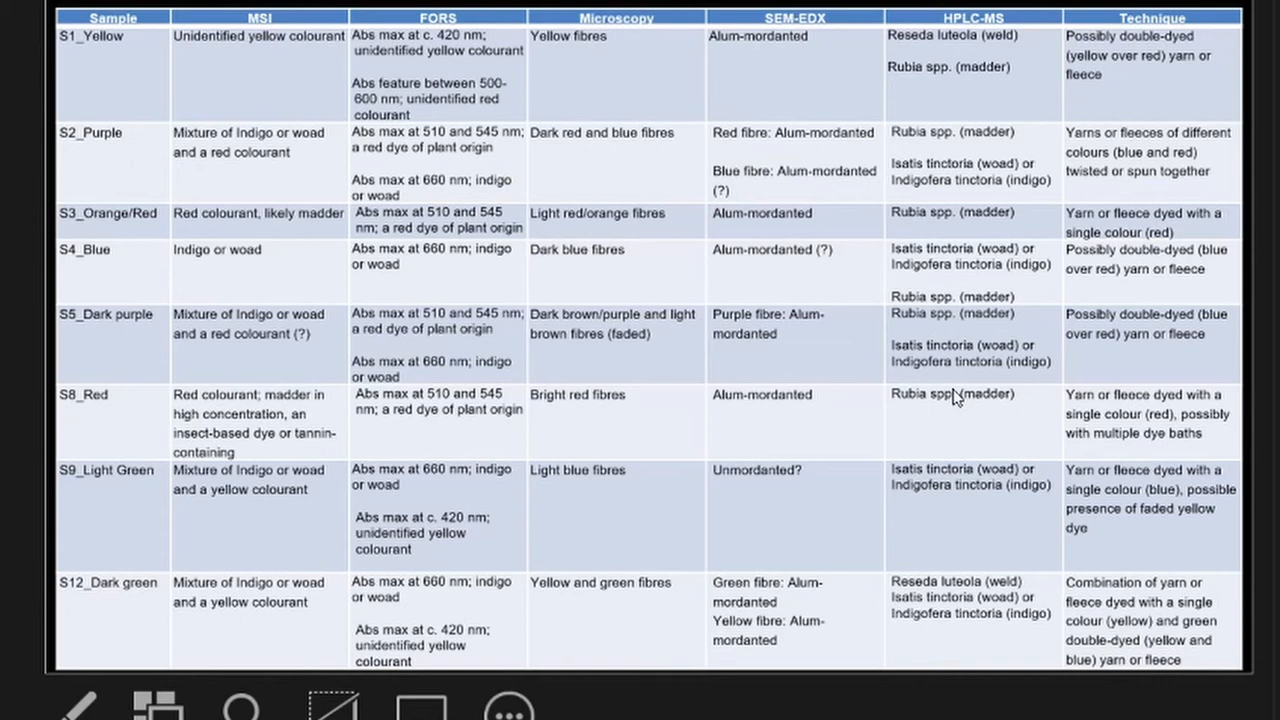 Sample MSI FORS Microscopy SEM-EDX HPLC-MS Technique
S1_Yellow
Unidentified yellow colourant
Abs max at c. 420 nm;
unidentified yellow colourant
Abs feature between 500-
600 nm; unidentified red
colourant
Yellow fibres
Alum-mordanted
Reseda luteola (weld)
Rubia spp. (madder)
Possibly double-dyed
(yellow over red) yarn or
fleece
S2_Purple
Mixture of Indigo or woad
and a red colourant
Abs max at 510 and 545 nm;
a red dye of plant origin
Abs max at 660 nm; indigo
or woad
Dark red and blue fibres
Red fibre: Alum-mordanted
Blue fibre: Alum-mordanted
(?)
Rubia spp. (madder)
Isatis tinctoria (woad) or
Indigofera tinctoria (indigo)
Yarns or fleeces of different
colours (blue and red)
twisted or spun together
S3_Orange/Red
Red colourant, likely madder
Abs max at 510 and 545
nm; a red dye of plant origin
Light red/orange fibres
Alum-mordanted
Rubia spp. (madder)
Yarn or fleece dyed with a
single colour (red)
S4_Blue
Indigo or woad
Abs max at 660 nm; indigo
or woad
Dark blue fibres
Alum-mordanted (?)
Isatis tinctoria (woad) or
Indigofera tinctoria (indigo)
Rubia spp. (madder)
Possibly double-dyed (blue
over red) yarn or fleece
S5_Dark purple
Mixture of Indigo or woad
and a red colourant (?)
Abs max at 510 and 545 nm;
a red dye of plant origin
Abs max at 660 nm; indigo
or woad
Dark brown/purple and light
brown fibres (faded)
Purple fibre: Alum-
mordanted
Rubia spp. (madder)
Isatis tinctoria (woad) or
Indigofera tinctoria (indigo)
Possibly double-dyed (blue
over red) yarn or fleece
S8_Red
Red colourant; madder in
high concentration, an
insect-based dye or tannin-
containing
Abs max at 510 and 545
nm; a red dye of plant origin
Bright red fibres
Alum-mordanted
Rubia spp. (madder)
Yarn or fleece dyed with a
single colour (red), possibly
with multiple dye baths
S9_Light Green
Mixture of Indigo or woad
and a yellow colourant
Abs max at 660 nm; indigo
or woad
Abs max at c. 420 nm;
unidentified yellow
colourant
Light blue fibres
Unmordanted?
Isatis tinctoria (woad) or
Indigofera tinctoria (indigo)
Yarn or fleece dyed with a
single colour (blue), possible
presence of faded yellow
dye
S12_Dark green
Mixture of Indigo or woad
and a yellow colourant
Abs max at 660 nm; indigo
or woad
Abs max at c. 420 nm;
unidentified yellow
colourant
Yellow and green fibres
Green fibre: Alum-
mordanted
Yellow fibre: Alum-
mordanted
Reseda luteola (weld)
Isatis tinctoria (woad) or
Indigofera tinctoria (indigo)
Combination of yarn or
fleece dyed with a single
colour (yellow) and green
double-dyed (yellow and
blue) yarn or fleece